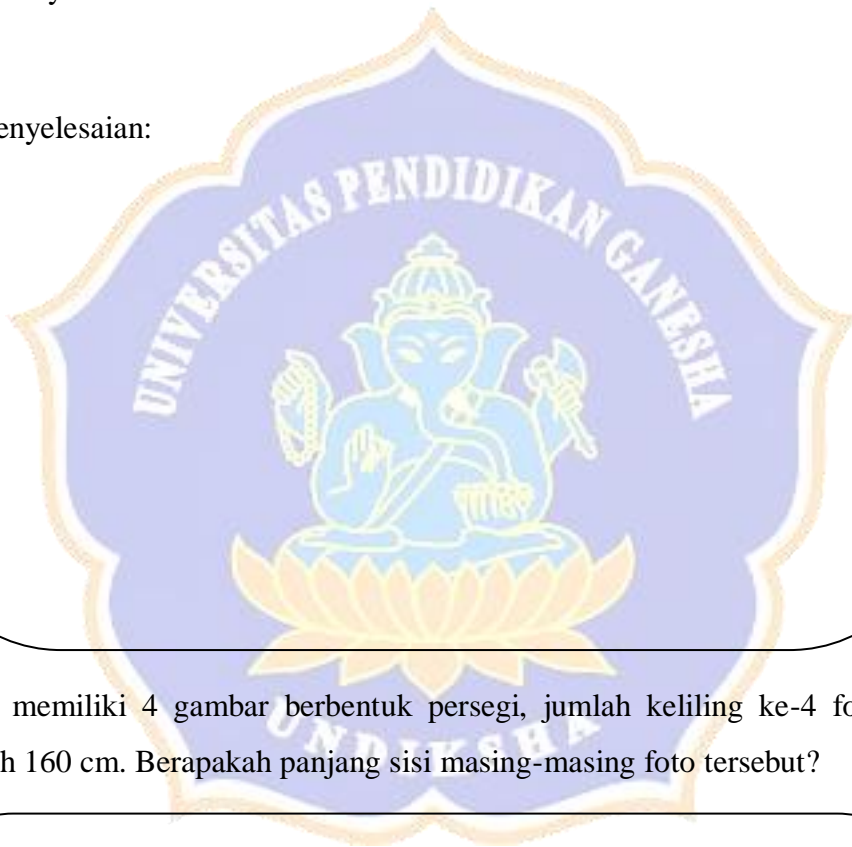 enyelesaian:
UNIVERSITAS PENDIDIKAN GANESHA
memiliki 4 gambar berbentuk persegi, jumlah keliling ke-4 fo
UNDIKSHA
h 160 cm. Berapakah panjang sisi masing-masing foto tersebut?